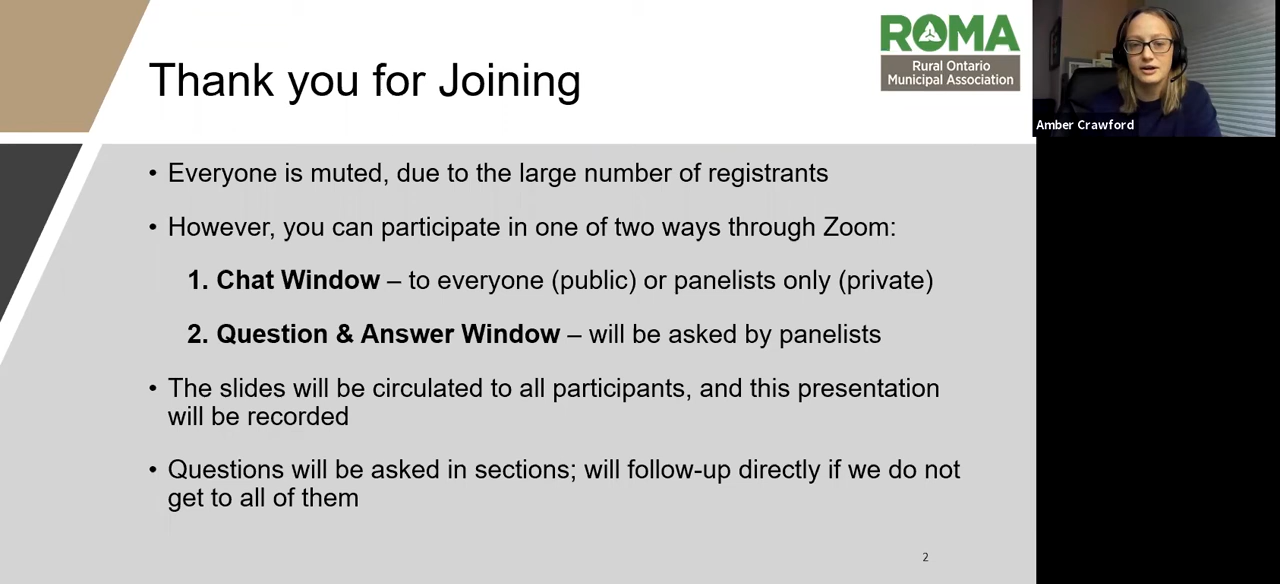 Thank you for Joining
ROMA
Rural Ontario
Municipal Association
Amber Crawford
• Everyone is muted, due to the large number of registrants
• However, you can participate in one of two ways through Zoom:
1. Chat Window – to everyone (public) or panelists only (private)
2. Question & Answer Window – will be asked by panelists
• The slides will be circulated to all participants, and this presentation
will be recorded
• Questions will be asked in sections; will follow-up directly if we do not
get to all of them
2